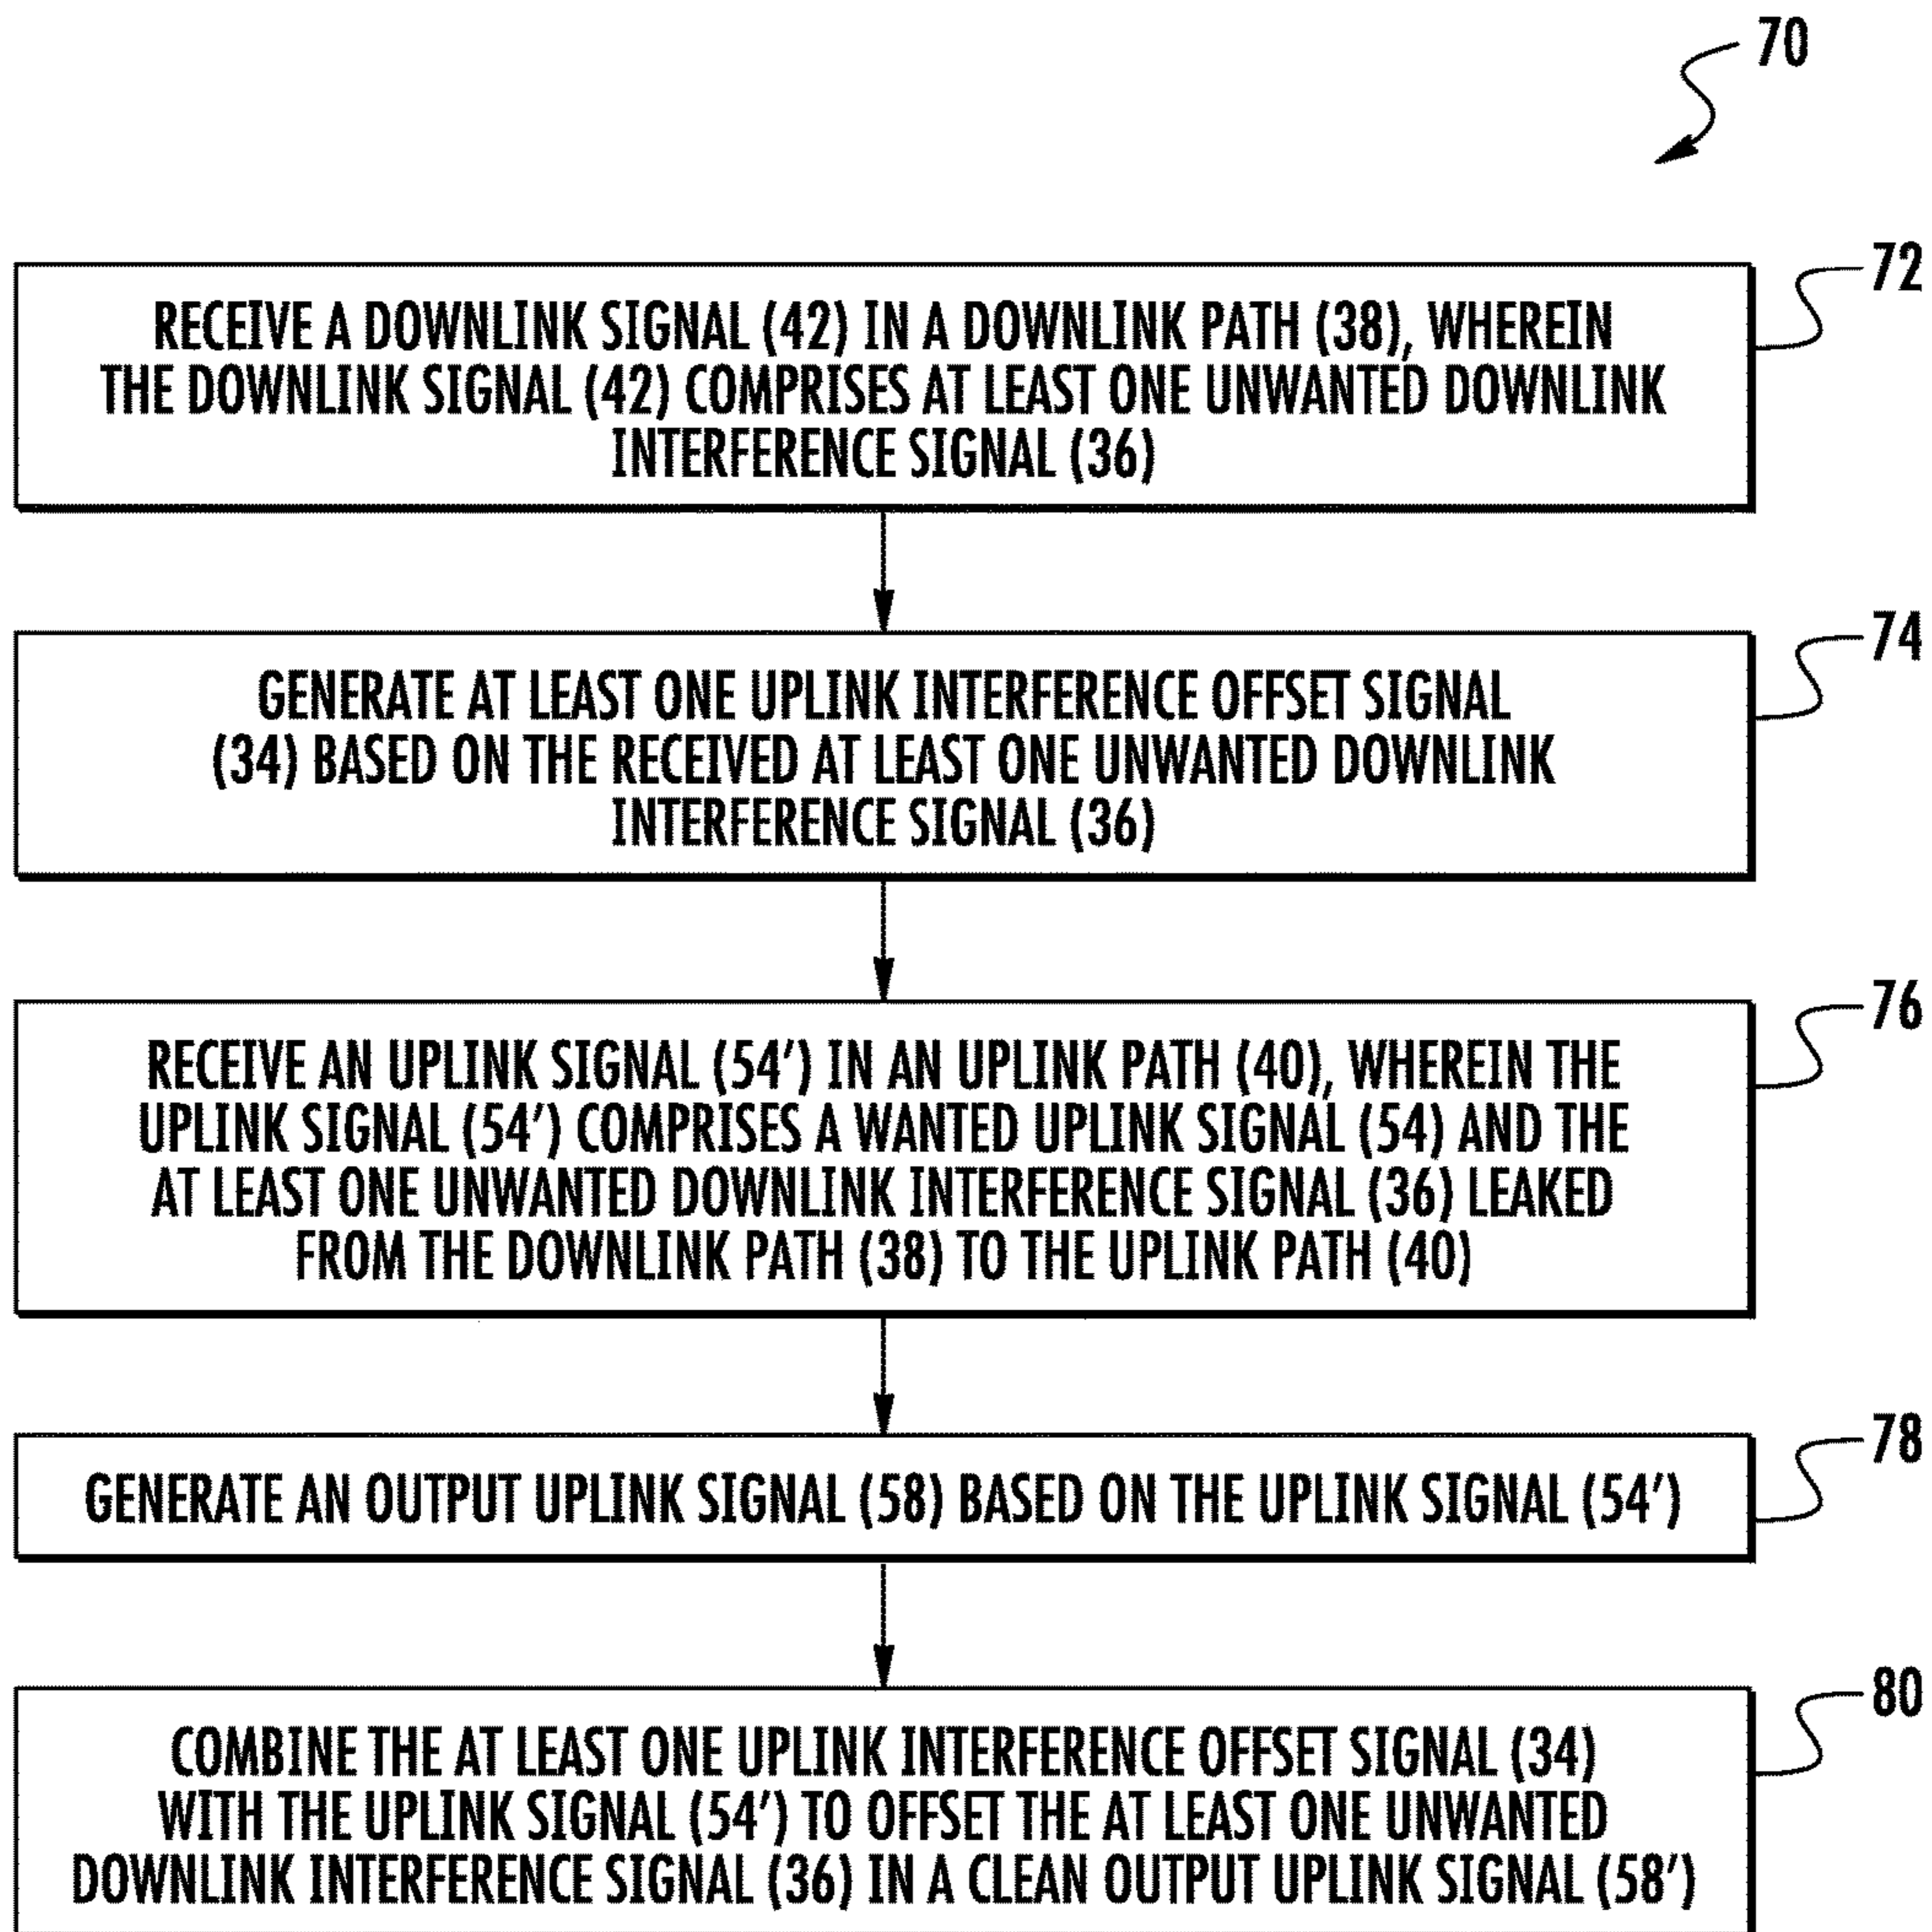 70
72
RECEIVE A DOWNLINK SIGNAL (42) IN A DOWNLINK PATH (38), WHEREIN
THE DOWNLINK SIGNAL (42) COMPRISES AT LEAST ONE UNWANTED DOWNLINK
INTERFERENCE SIGNAL (36)
74
GENERATE AT LEAST ONE UPLINK INTERFERENCE OFFSET SIGNAL
(34) BASED ON THE RECEIVED AT LEAST ONE UNWANTED DOWNLINK
INTERFERENCE SIGNAL (36)
76
RECEIVE AN UPLINK SIGNAL (54') IN AN UPLINK PATH (40), WHEREIN THE
UPLINK SIGNAL (54') COMPRISES A WANTED UPLINK SIGNAL (54) AND THE
AT LEAST ONE UNWANTED DOWNLINK INTERFERENCE SIGNAL (36) LEAKED
FROM THE DOWNLINK PATH (38) TO THE UPLINK PATH (40)
78
GENERATE AN OUTPUT UPLINK SIGNAL (58) BASED ON THE UPLINK SIGNAL (54')
80
COMBINE THE AT LEAST ONE UPLINK INTERFERENCE OFFSET SIGNAL (34)
WITH THE UPLINK SIGNAL (54') TO OFFSET THE AT LEAST ONE UNWANTED
DOWNLINK INTERFERENCE SIGNAL (36) IN A CLEAN OUTPUT UPLINK SIGNAL (58')